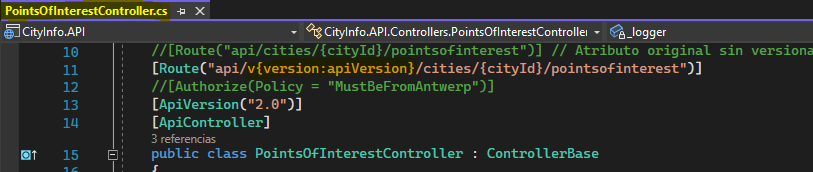 PointsOfInterestController.cs
CityInfo.API
CityInfo.API.Controllers.PointsOfInterestController
_logger
10 //[Route("api/cities/{cityId}/pointsofinterest")] // Atributo original sin versiona
11 [Route("api/v{version:apiVersion}/cities/{cityId}/pointsofinterest")]
12 //[Authorize(Policy = "MustBeFromAntwerp")]
13 [ApiVersion("2.0")]
14 [ApiController]
3 referencias
15 public class PointsOfInterestController : ControllerBase
16 {